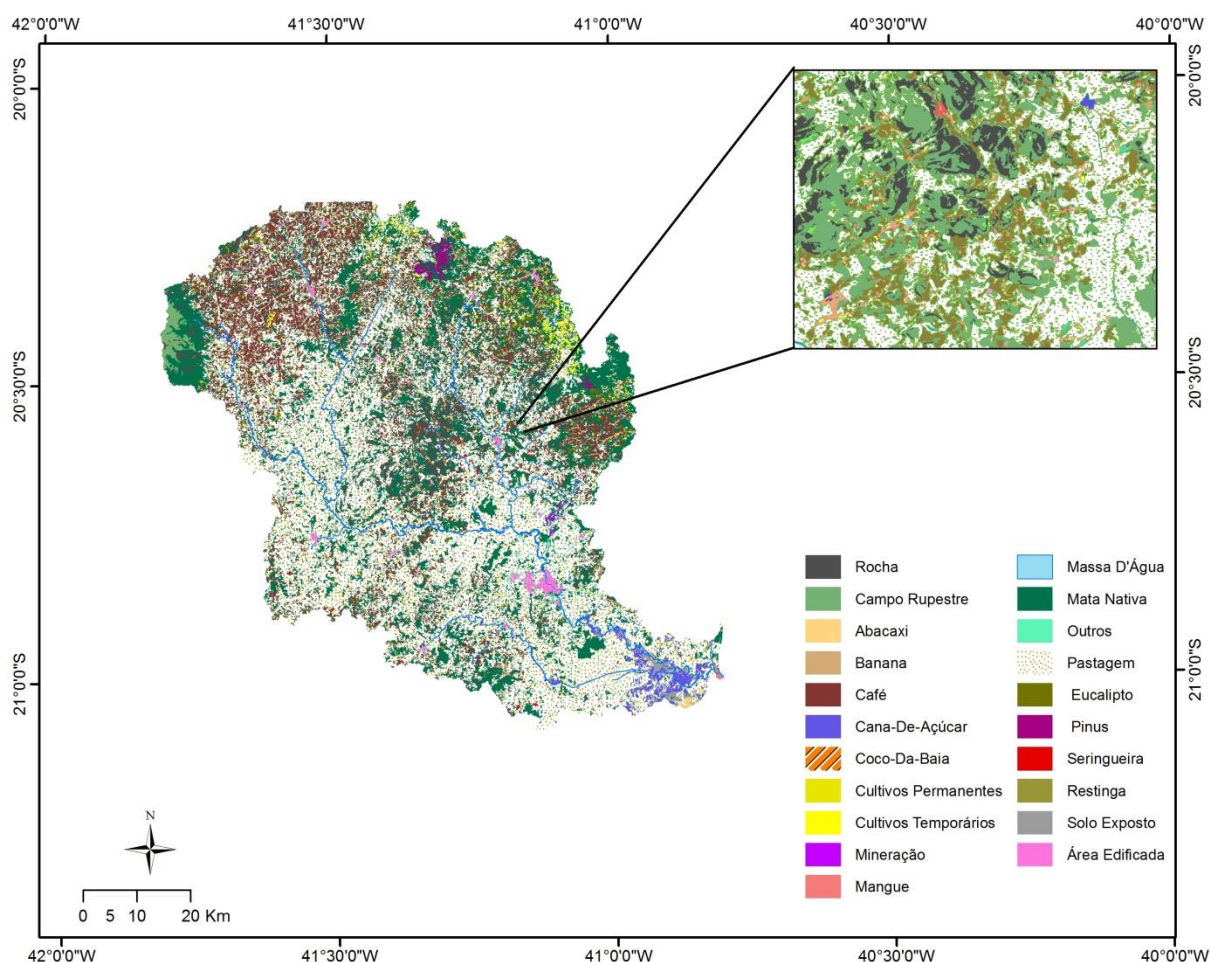 42°0'0"W 41°30'0"W 41°0'0"W 40°30'0"W 40°0'0"W
20°0'0"S 20°0'0"S
20°30'0"S 20°30'0"S
21°0'0"S 21°0'0"S
Rocha
Campo Rupestre
Abacaxi
Banana
Café
Cana-De-Açúcar
Coco-Da-Baia
Cultivos Permanentes
Cultivos Temporários
Mineração
Mangue
Massa D'Água
Mata Nativa
Outros
Pastagem
Eucalipto
Pinus
Seringueira
Restinga
Solo Exposto
Área Edificada
N
0 5 10 20 Km
42°0'0"W 41°30'0"W 41°0'0"W 40°30'0"W 40°0'0"W